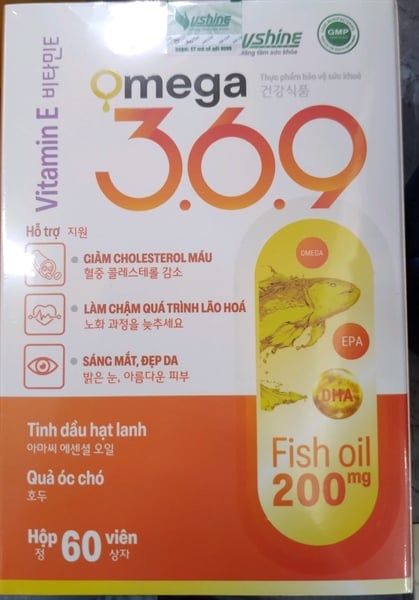 Vshine
Vshine
Nâng tầm sức khỏe
GMP
Vitamin E 비타민E
Omega
Thực phẩm bảo vệ sức khoẻ
건강식품
3.6.9
Hỗ trợ 지원
• GIẢM CHOLESTEROL MÁU
혈중 콜레스테롤 감소
• LÀM CHẬM QUÁ TRÌNH LÃO HOÁ
노화 과정을 늦추세요
• SÁNG MẮT, ĐẸP DA
밝은 눈, 아름다운 피부
OMEGA
EPA
DHA
Fish oil
200mg
Tinh dầu hạt lanh
아마씨 에센셜 오일
Quả óc chó
호두
Hộp 60 viên
정 상자